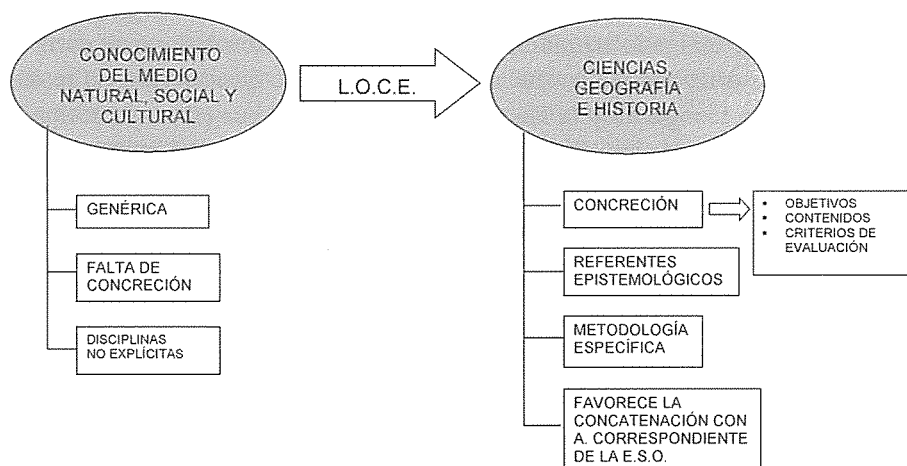 CONOCIMIENTO
DEL MEDIO
NATURAL, SOCIAL Y
CULTURAL
L.O.C.E.
CIENCIAS,
GEOGRAFÍA
E HISTORIA
GENÉRICA
FALTA DE
CONCRECIÓN
DISCIPLINAS
NO EXPLÍCITAS
CONCRECIÓN
• OBJETIVOS
• CONTENIDOS
• CRITERIOS DE
EVALUACIÓN
REFERENTES
EPISTEMOLÓGICOS
METODOLOGÍA
ESPECÍFICA
FAVORECE LA
CONCATENACIÓN CON
A. CORRESPONDIENTE
DE LA E.S.O.